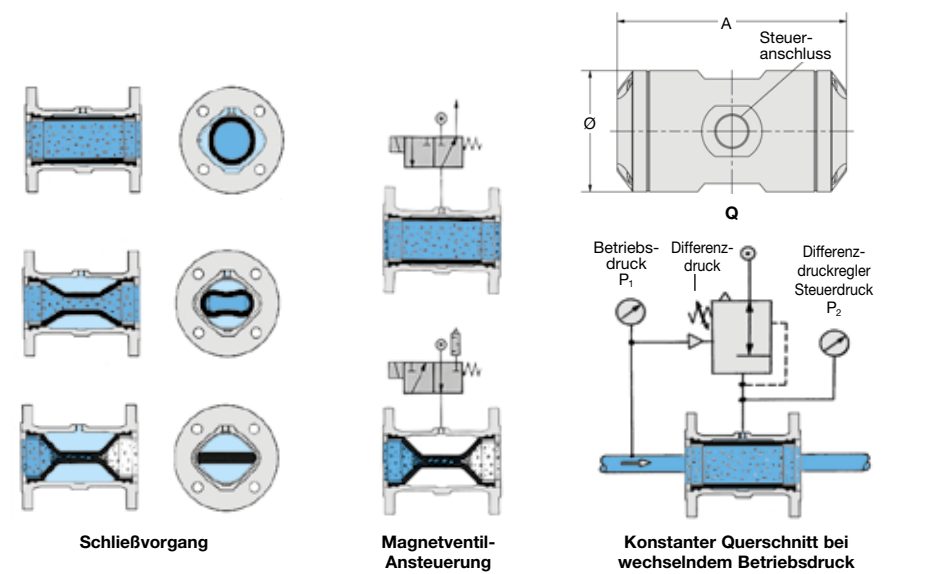 A
Steuer-
anschluss
Ø
Q
Betriebs-
druck
P₁
Differenz-
druck
Differenz-
druckregler
Steuerdruck
P₂
Schließvorgang
Magnetventil-
Ansteuerung
Konstanter Querschnitt bei
wechselndem Betriebsdruck